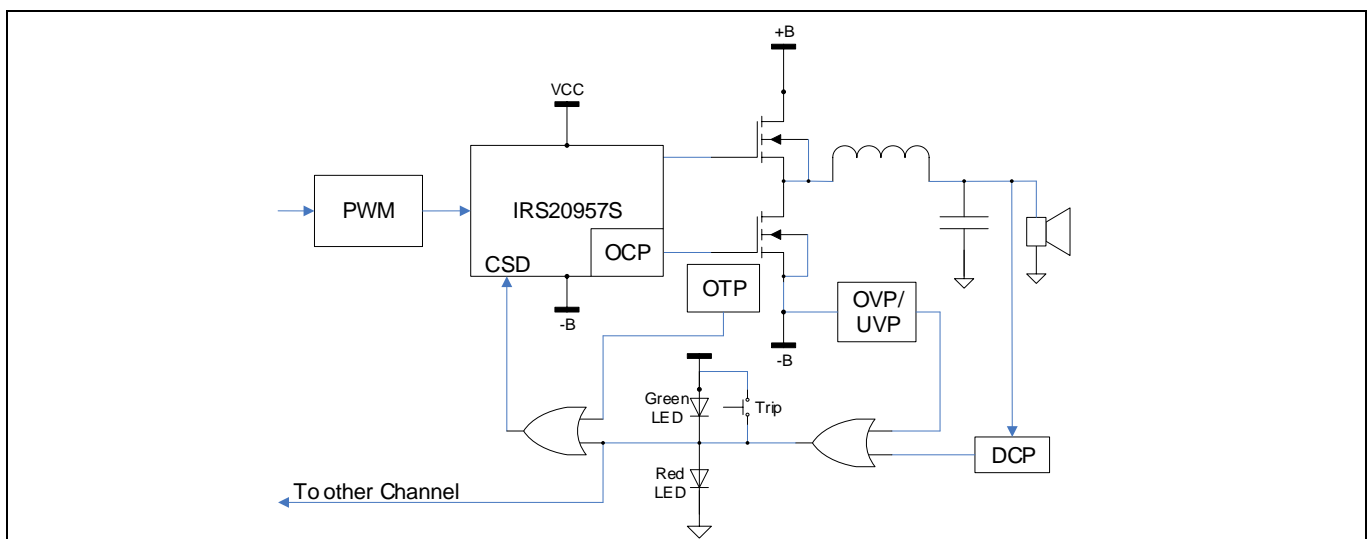 +B
VCC
PWM
IRS20957S
OCP
CSD
OTP
OVP/
UVP
-B
-B
Green
LED
Trip
DCP
Red
LED
To other Channel